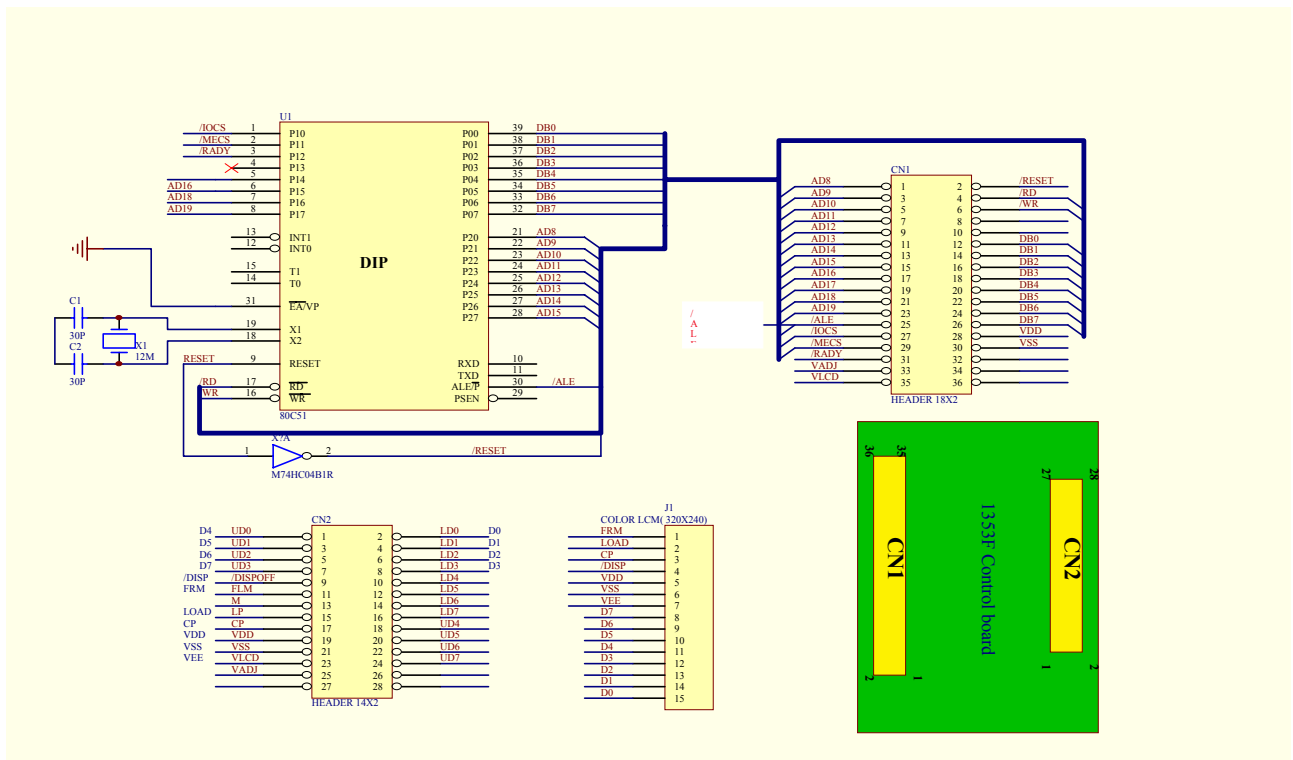 U1
/IOCS 1 P10 P00 39 DB0
/MECS 2 P11 P01 38 DB1
/RADY 3 P12 P02 37 DB2
4 P13 P03 36 DB3
5 P14 P04 35 DB4
AD16 6 P15 P05 34 DB5
AD18 7 P16 P06 33 DB6
AD19 8 P17 P07 32 DB7
13 INT1 P20 21 AD8
12 INT0 P21 22 AD9
P22 23 AD10
15 T1 P23 24 AD11
14 T0 P24 25 AD12
P25 26 AD13
31 EA/VP P26 27 AD14
P27 28 AD15
19 X1
18 X2
9 RESET RXD 10
TXD 11
/RD 17 RD ALE/P 30 /ALE
WR 16 WR PSEN 29
DIP
80C51
C1
30P
C2
30P
X1
12M
RESET
X?A
1 2 /RESET
M74HC04B1R
/
A
L
CN1
AD8 1 2 /RESET
AD9 3 4 /RD
AD10 5 6 /WR
AD11 7 8
AD12 9 10
AD13 11 12 DB0
AD14 13 14 DB1
AD15 15 16 DB2
AD16 17 18 DB3
AD17 19 20 DB4
AD18 21 22 DB5
AD19 23 24 DB6
/ALE 25 26 DB7
/IOCS 27 28 VDD
/MECS 29 30 VSS
/RADY 31 32
VADJ 33 34
VLCD 35 36
HEADER 18X2
CN2
D4 UD0 1 2 LD0 D0
D5 UD1 3 4 LD1 D1
D6 UD2 5 6 LD2 D2
D7 UD3 7 8 LD3 D3
/DISP /DISPOFF 9 10 LD4
FRM FLM 11 12 LD5
M 13 14 LD6
LOAD LP 15 16 LD7
CP CP 17 18 UD4
VDD VDD 19 20 UD5
VSS VSS 21 22 UD6
VEE VLCD 23 24 UD7
VADJ 25 26
27 28
HEADER 14X2
J1
COLOR LCM( 320X240)
FRM 1
LOAD 2
CP 3
/DISP 4
VDD 5
VSS 6
VEE 7
D7 8
D6 9
D5 10
D4 11
D3 12
D2 13
D1 14
D0 15
36 35
27 28
CN1
1353F Control board
CN2
2 1
1 2